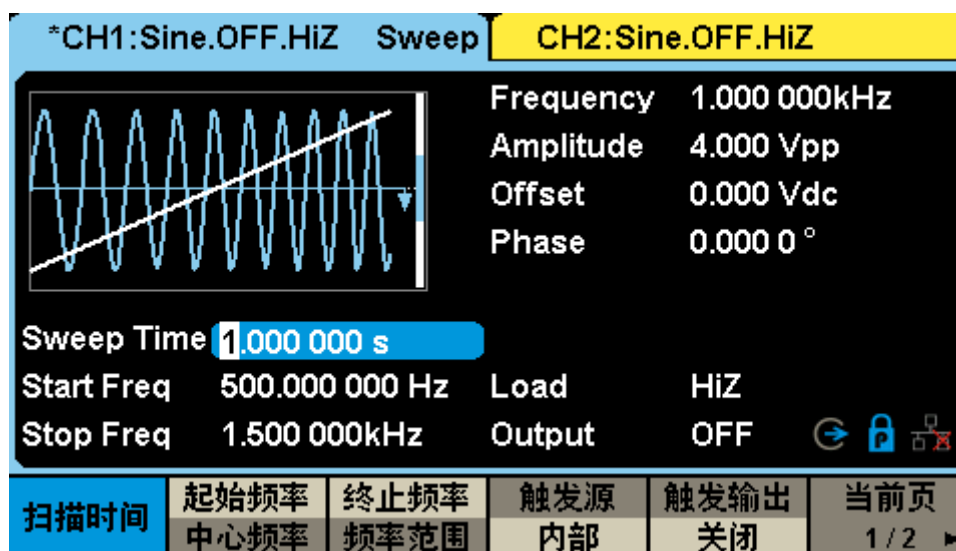 *CH1:Sine.OFF.HiZ Sweep CH2:Sine.OFF.HiZ
Frequency 1.000 000kHz
Amplitude 4.000 Vpp
Offset 0.000 Vdc
Phase 0.000 0 °
Sweep Time 1.000 000 s
Start Freq 500.000 000 Hz Load HiZ
Stop Freq 1.500 000kHz Output OFF
扫描时间 起始频率 终止频率 触发源 触发输出 当前页
中心频率 频率范围 内部 关闭 1/2